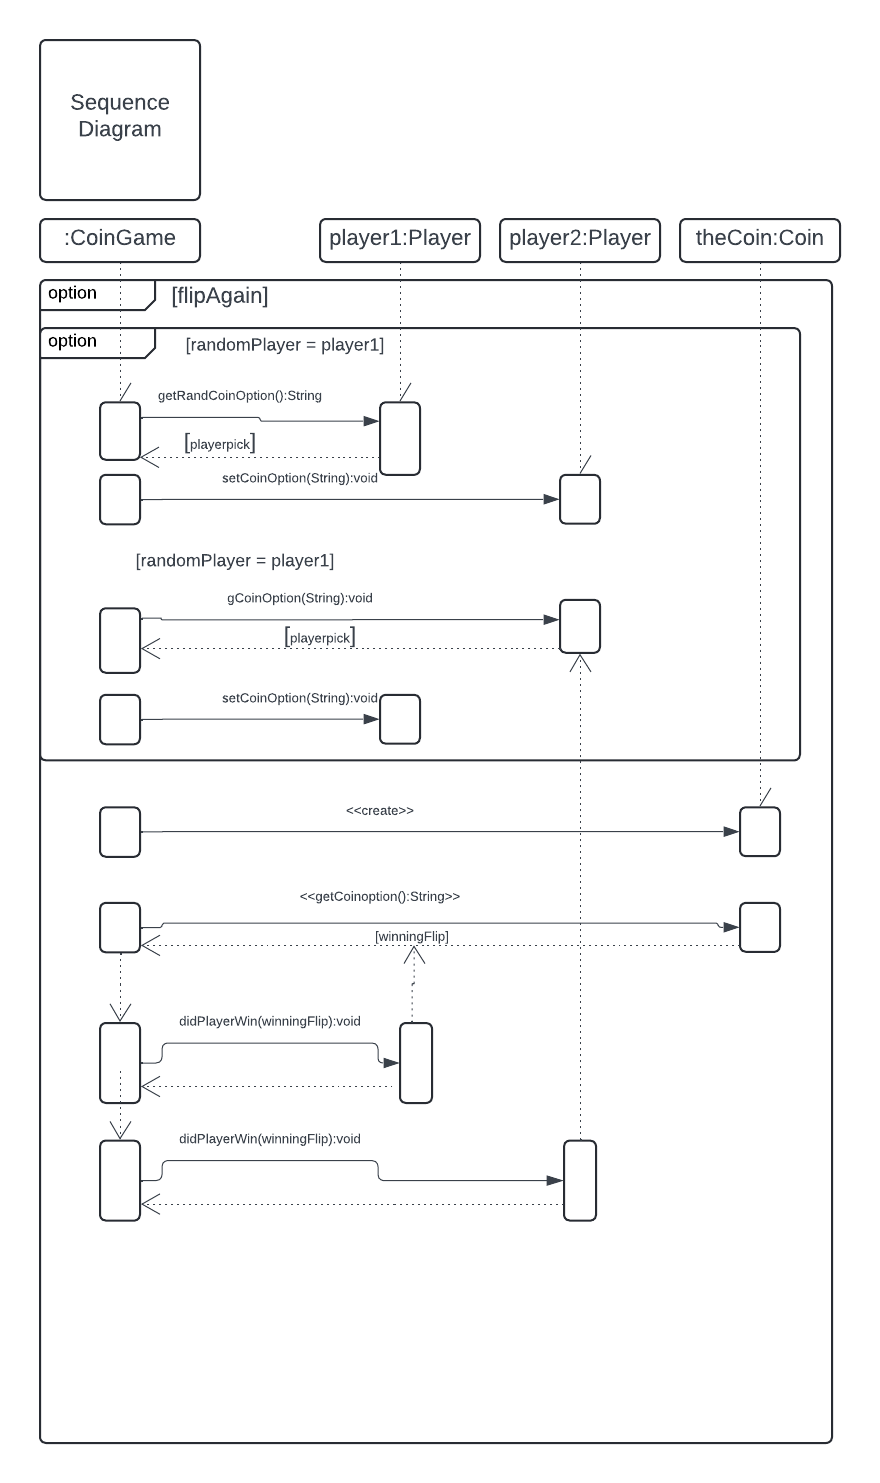 Sequence
Diagram
:CoinGame
player1:Player
player2:Player
theCoin:Coin
option
[flipAgain]
option
[randomPlayer = player1]
getRandCoinOption():String
[playerpick]
setCoinOption(String):void
[randomPlayer = player1]
gCoinOption(String):void
[playerpick]
setCoinOption(String):void
<<create>>
<<getCoinoption():String>>
[winningFlip]
didPlayerWin(winningFlip):void
didPlayerWin(winningFlip):void